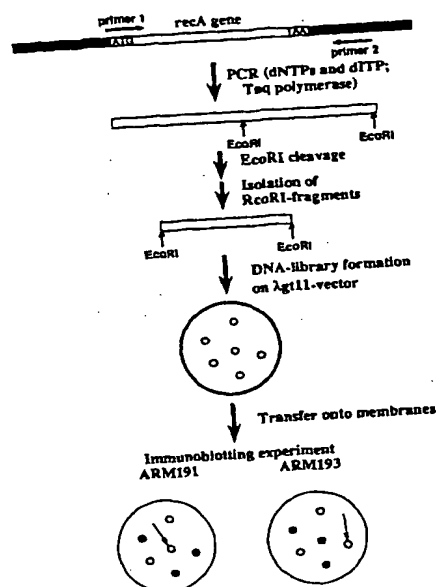 primer 1
recA gene
ATG
TAA
primer 2
PCR (dNTPs and dITP;
Taq polymerase)
EcoRI
EcoRI
EcoRI cleavage
Isolation of
RcoRI-fragments
EcoRI
EcoRI
DNA-library formation
on λgt11-vector
Transfer onto membranes
Immunoblotting experiment
ARM191
ARM193